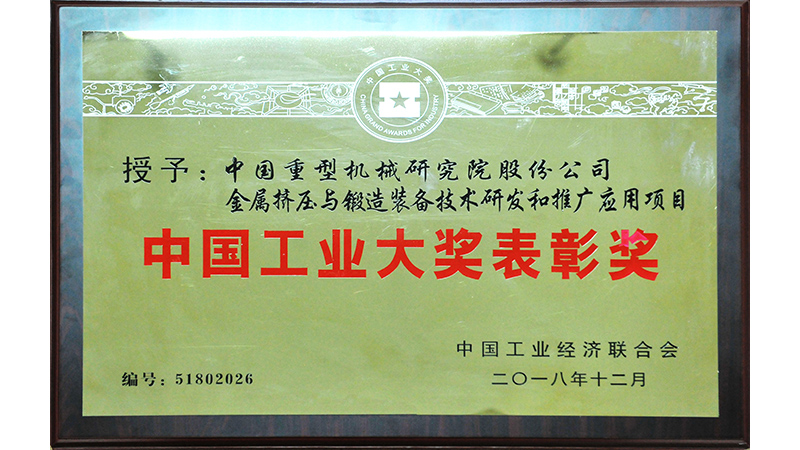 中国工业大奖
CHINA GRAND AWARDS FOR INDUSTRY
授予：中国重型机械研究院股份公司
金属挤压与锻造装备技术研发和推广应用项目
中国工业大奖表彰奖
中国工业经济联合会
编号：51802026
二〇一八年十二月